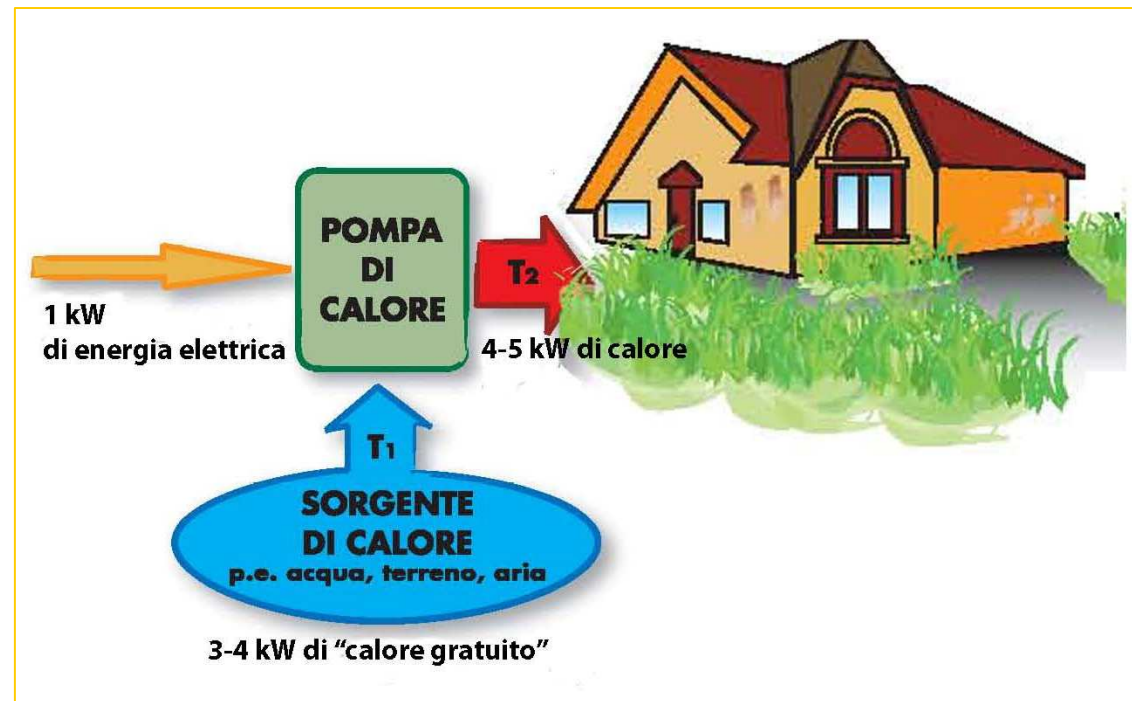 POMPA
DI
CALORE
1 kW
di energia elettrica
T2
4-5 kW di calore
T1
SORGENTE
DI CALORE
p.e. acqua, terreno, aria
3-4 kW di “calore gratuito”